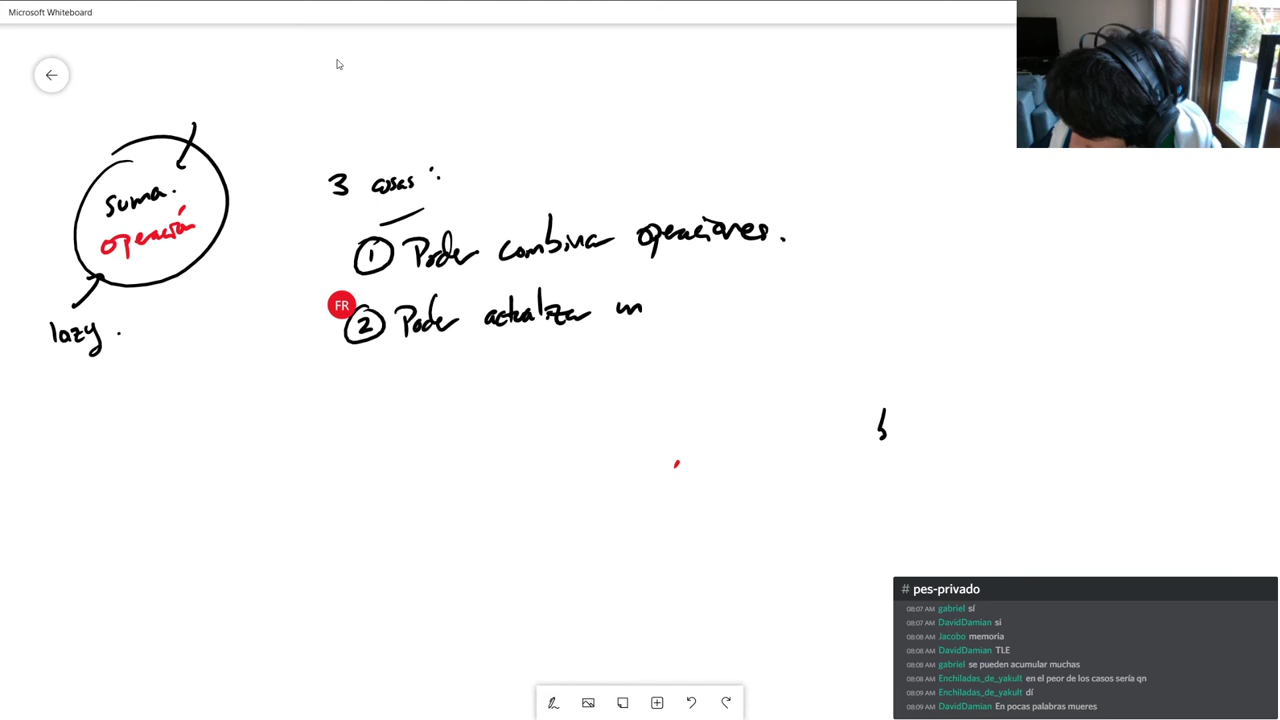 Microsoft Whiteboard
suma.
operación
lazy.
3 cosas:
① Poder combinar operaciones.
FR
② Poder actualizar un
# pes-privado
08:07 AM gabriel sí
08:07 AM DavidDamian si
08:08 AM Jacobo memoria
08:08 AM DavidDamian TLE
08:08 AM gabriel se pueden acumular muchas
08:08 AM Enchiladas_de_yakult en el peor de los casos sería qn
08:09 AM Enchiladas_de_yakult dí
08:09 AM DavidDamian En pocas palabras mueres